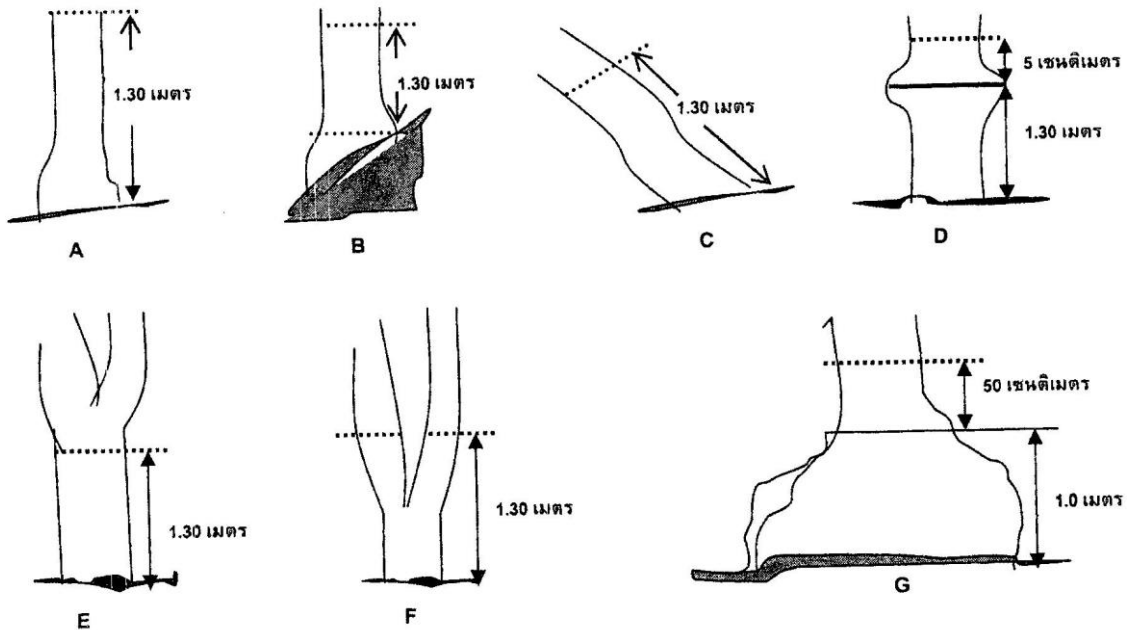 1.30 เมตร
A
1.30 เมตร
B
1.30 เมตร
C
5 เซนติเมตร
1.30 เมตร
D
1.30 เมตร
E
1.30 เมตร
F
50 เซนติเมตร
1.0 เมตร
G